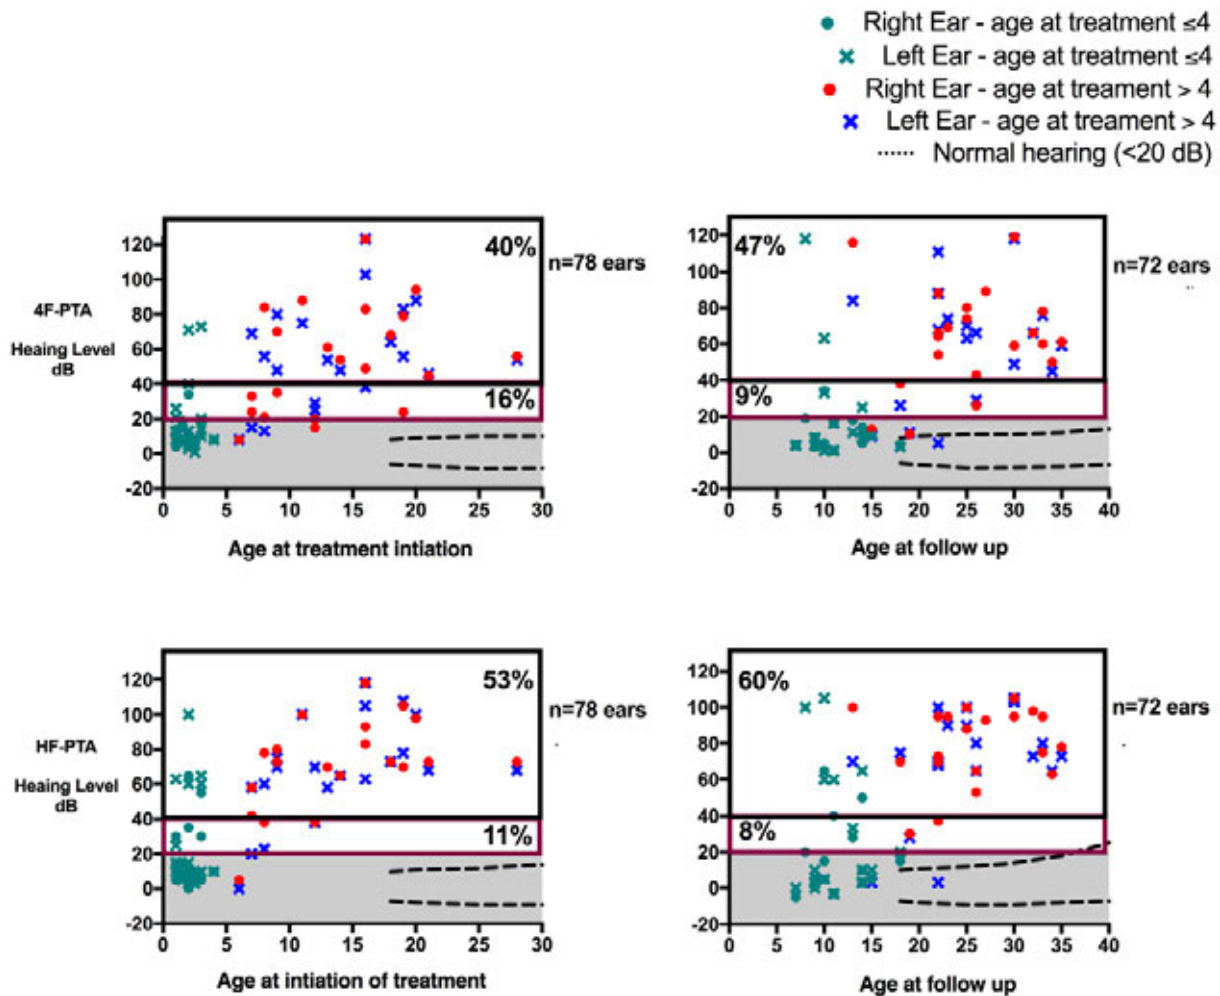 Right Ear - age at treatment ≤4
Left Ear - age at treatment ≤4
Right Ear - age at treament > 4
Left Ear - age at treament > 4
Normal hearing (<20 dB)
4F-PTA
Heaing Level
dB
120
100
80
60
40
20
0
-20
40%
16%
n=78 ears
0 5 10 15 20 25 30
Age at treatment intiation
120
100
80
60
40
20
0
-20
47%
9%
n=72 ears
0 5 10 15 20 25 30 35 40
Age at follow up
HF-PTA
Heaing Level
dB
120
100
80
60
40
20
0
-20
53%
11%
n=78 ears
0 5 10 15 20 25 30
Age at intiation of treatment
120
100
80
60
40
20
0
-20
60%
8%
n=72 ears
0 5 10 15 20 25 30 35 40
Age at follow up